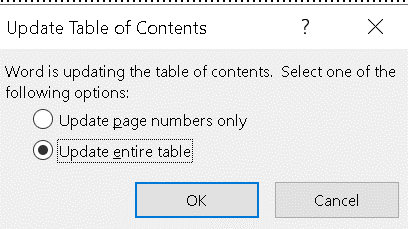 Update Table of Contents ? ×
Word is updating the table of contents. Select one of the
following options:
Update page numbers only
Update entire table
OK Cancel